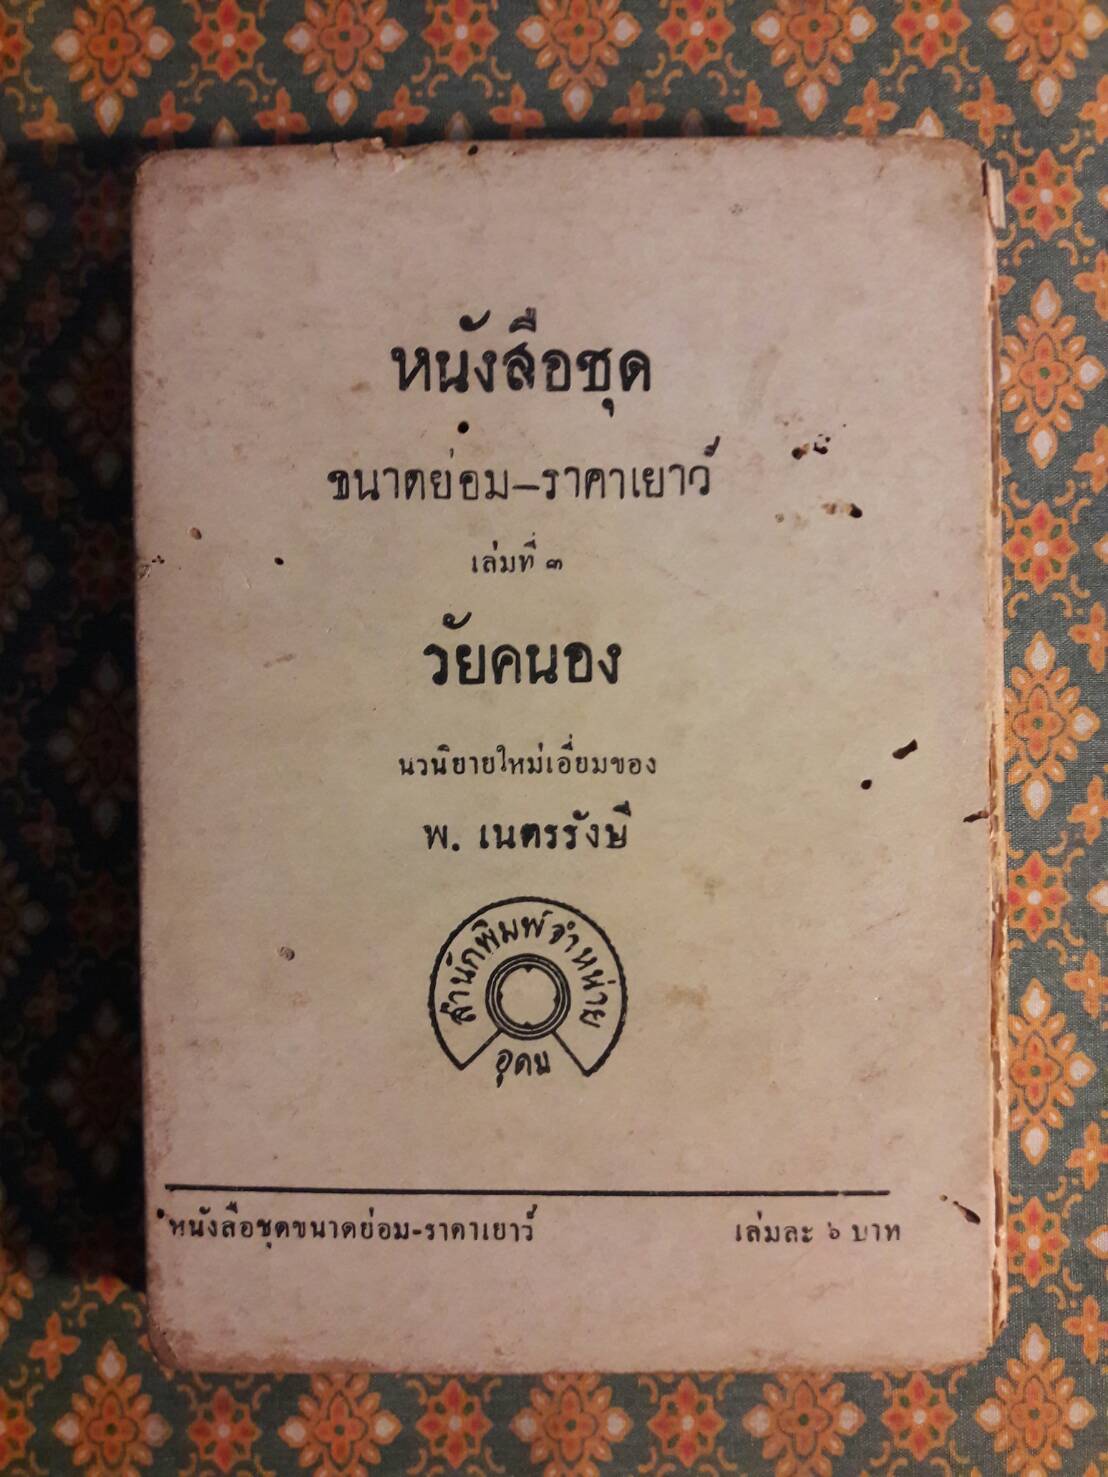 หนังสือชุด
ขนาดย่อม-ราคาเยาว์
เล่มที่ ๓
วัยคนอง
นวนิยายใหม่เอี่ยมของ
พ. เนตรรังษี
สำนักพิมพ์จำหน่าย
อุดม
หนังสือชุดขนาดย่อม-ราคาเยาว์ เล่มละ ๖ บาท